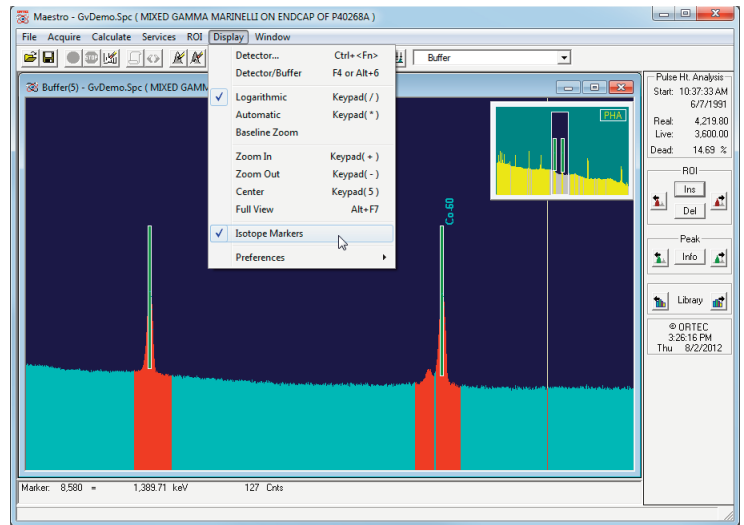 Maestro - GvDemo.Spc ( MIXED GAMMA MARINELLI ON ENDCAP OF P40268A )
File Acquire Calculate Services ROI Display Window
Buffer
Detector... Ctrl+<Fn>
Detector/Buffer F4 or Alt+6
Logarithmic Keypad( / )
Automatic Keypad( * )
Baseline Zoom
Zoom In Keypad( + )
Zoom Out Keypad( - )
Center Keypad( 5 )
Full View Alt+F7
Isotope Markers
Preferences
Buffer(5) - GvDemo.Spc ( MIXED GAMM
PHA
Co-60
Pulse Ht. Analysis
Start: 10:37:33 AM
6/7/1991
Real: 4,219.80
Live: 3,600.00
Dead: 14.69 %
ROI
Ins
Del
Peak
Info
Library
© ORTEC
3:26:16 PM
Thu 8/2/2012
Marker: 8,580 = 1,389.71 keV 127 Cnts